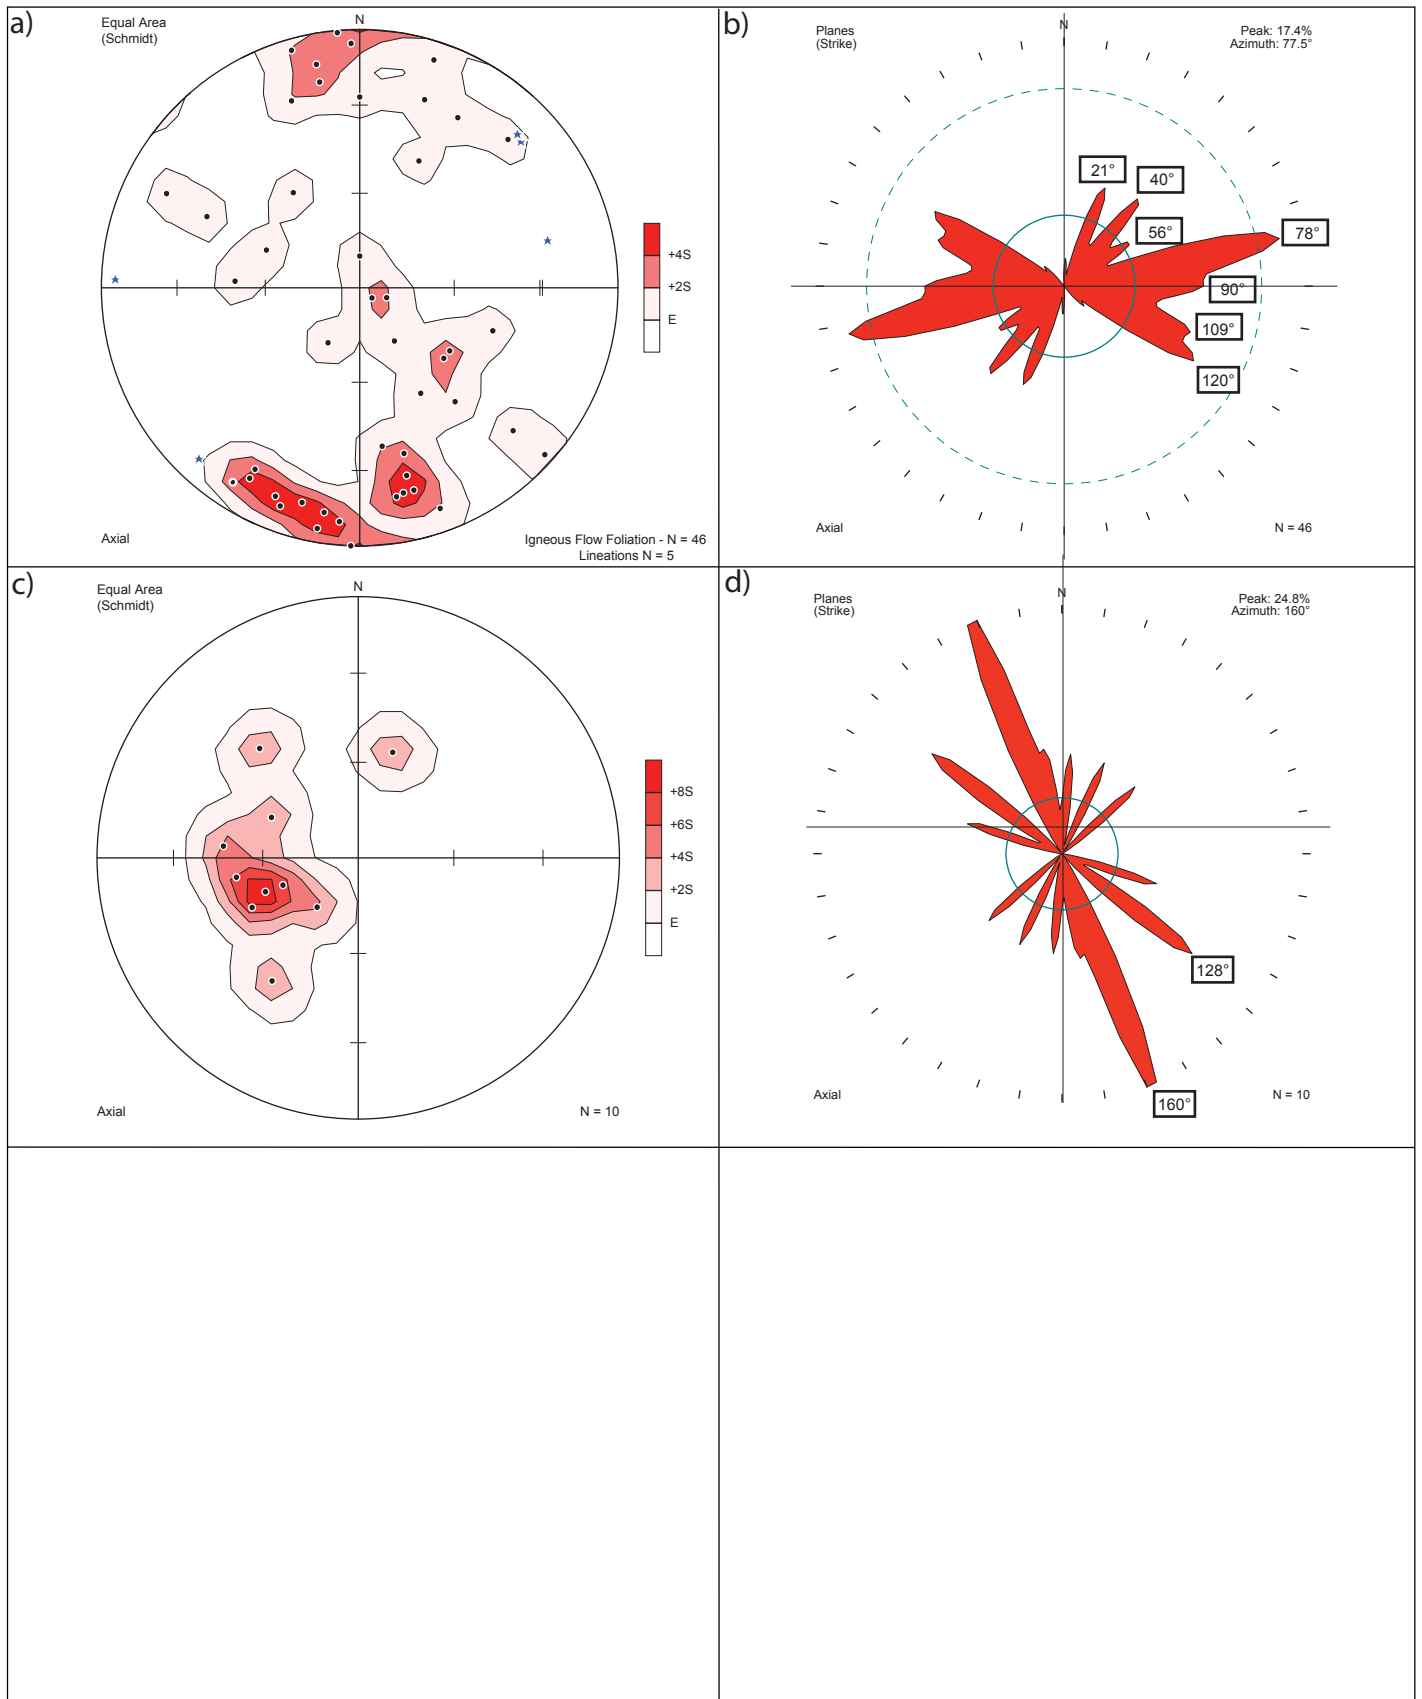 a)
Equal Area
(Schmidt)
N
+4S
+2S
E
Axial
Igneous Flow Foliation - N = 46
Lineations N = 5
b)
Planes
(Strike)
N
Peak: 17.4%
Azimuth: 77.5°
21°
40°
56°
78°
90°
109°
120°
Axial
N = 46
c)
Equal Area
(Schmidt)
N
+8S
+6S
+4S
+2S
E
Axial
N = 10
d)
Planes
(Strike)
N
Peak: 24.8%
Azimuth: 160°
128°
160°
Axial
N = 10